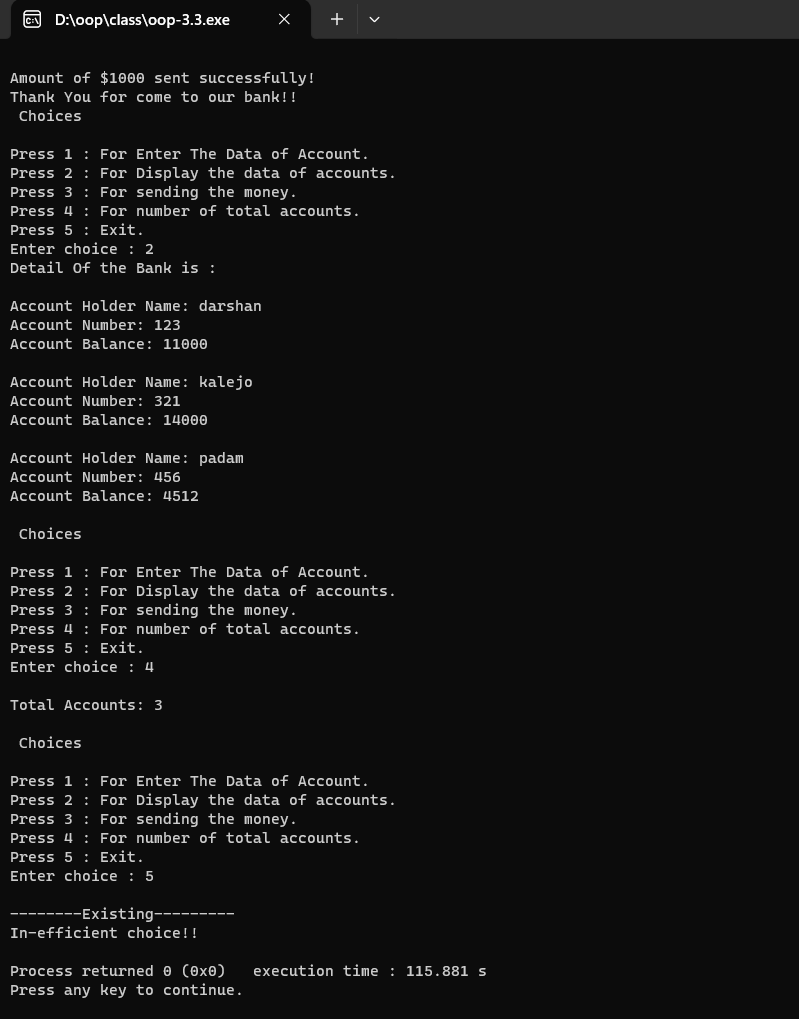 D:\oop\class\oop-3.3.exe
Amount of $1000 sent successfully!
Thank You for come to our bank!!
Choices
Press 1 : For Enter The Data of Account.
Press 2 : For Display the data of accounts.
Press 3 : For sending the money.
Press 4 : For number of total accounts.
Press 5 : Exit.
Enter choice : 2
Detail Of the Bank is :
Account Holder Name: darshan
Account Number: 123
Account Balance: 11000
Account Holder Name: kalejo
Account Number: 321
Account Balance: 14000
Account Holder Name: padam
Account Number: 456
Account Balance: 4512
Choices
Press 1 : For Enter The Data of Account.
Press 2 : For Display the data of accounts.
Press 3 : For sending the money.
Press 4 : For number of total accounts.
Press 5 : Exit.
Enter choice : 4
Total Accounts: 3
Choices
Press 1 : For Enter The Data of Account.
Press 2 : For Display the data of accounts.
Press 3 : For sending the money.
Press 4 : For number of total accounts.
Press 5 : Exit.
Enter choice : 5
--------Existing---------
In-efficient choice!!
Process returned 0 (0x0)   execution time : 115.881 s
Press any key to continue.